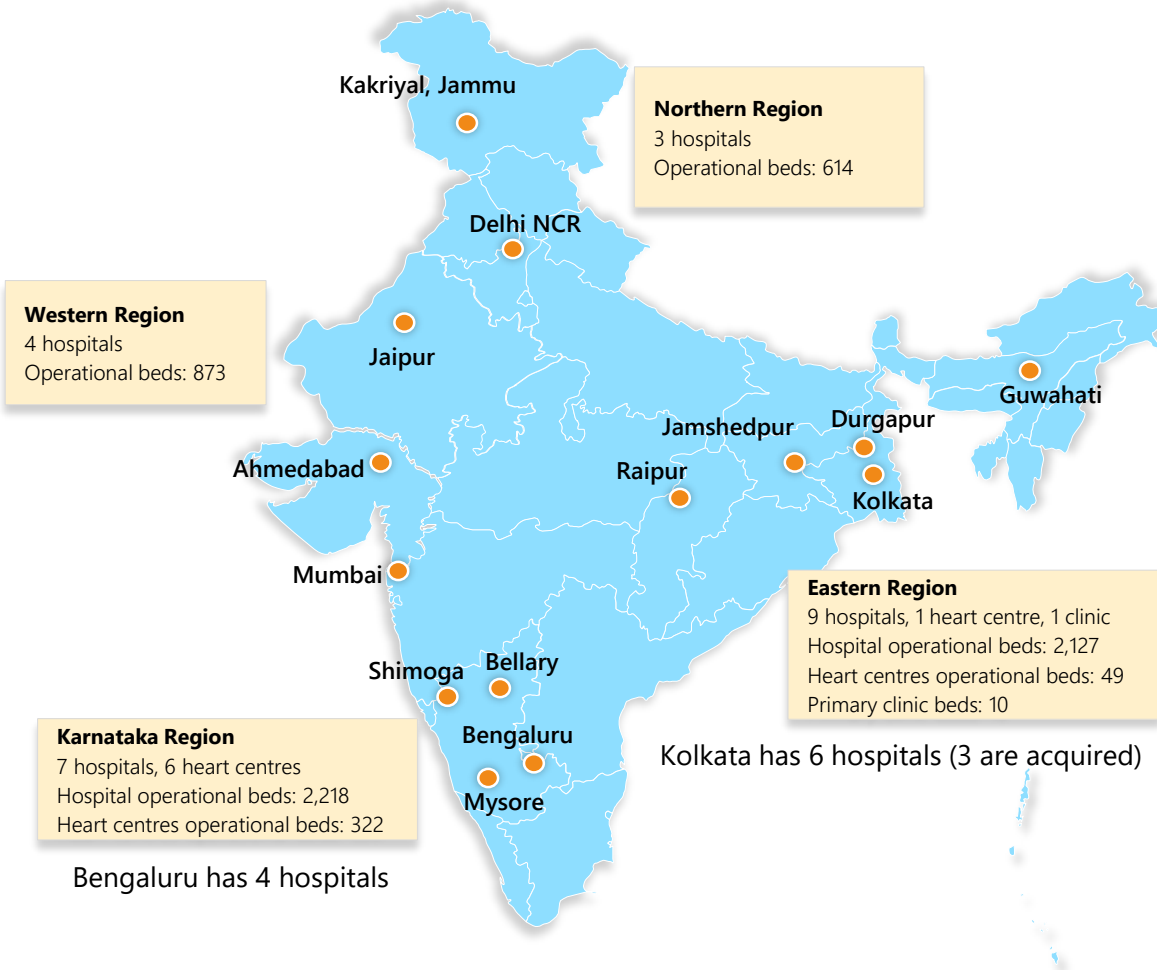 Kakriyal, Jammu
Northern Region
3 hospitals
Operational beds: 614
Delhi NCR
Western Region
4 hospitals
Operational beds: 873
Jaipur
Guwahati
Durgapur
Jamshedpur
Ahmedabad
Raipur
Kolkata
Mumbai
Eastern Region
9 hospitals, 1 heart centre, 1 clinic
Hospital operational beds: 2,127
Heart centres operational beds: 49
Primary clinic beds: 10
Shimoga
Bellary
Karnataka Region
7 hospitals, 6 heart centres
Hospital operational beds: 2,218
Heart centres operational beds: 322
Bengaluru
Mysore
Kolkata has 6 hospitals (3 are acquired)
Bengaluru has 4 hospitals